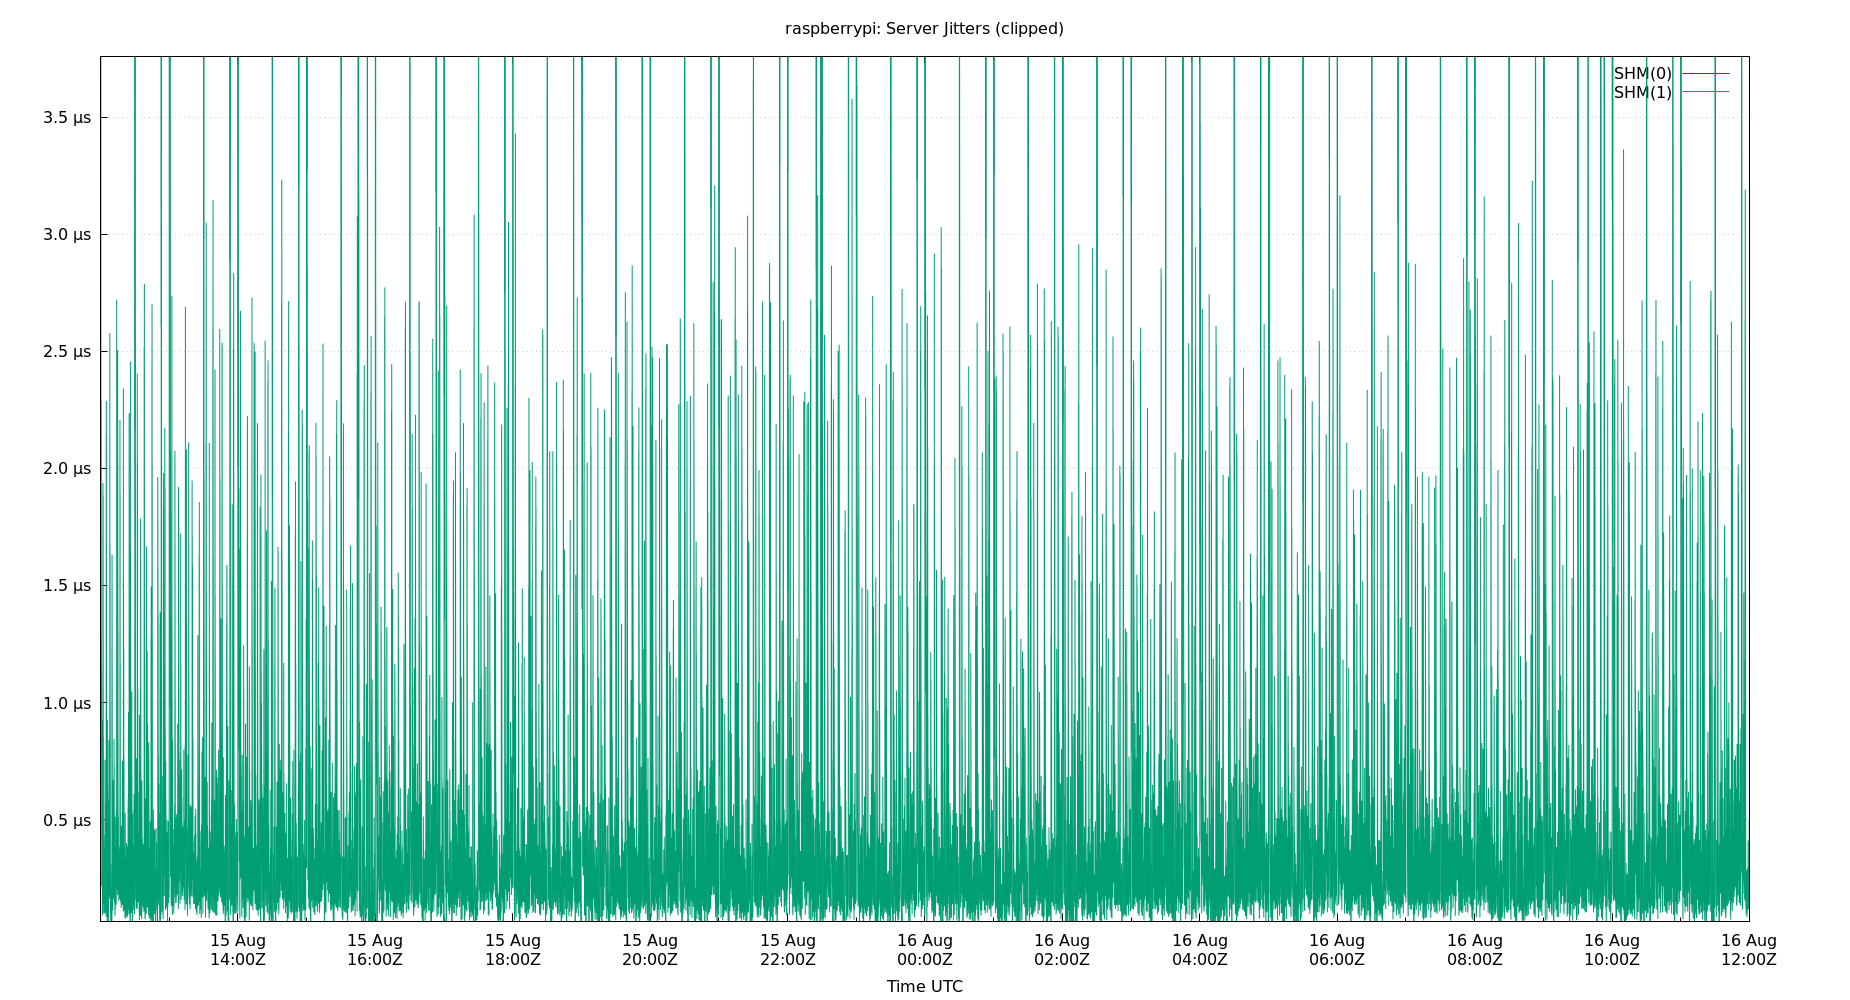 raspberrypi: Server Jitters (clipped)
SHM(0)
SHM(1)
3.5 µs
3.0 µs
2.5 µs
2.0 µs
1.5 µs
1.0 µs
0.5 µs
15 Aug 15 Aug 15 Aug 15 Aug 15 Aug 16 Aug 16 Aug 16 Aug 16 Aug 16 Aug 16 Aug 16 Aug
14:00Z 16:00Z 18:00Z 20:00Z 22:00Z 00:00Z 02:00Z 04:00Z 06:00Z 08:00Z 10:00Z 12:00Z
Time UTC